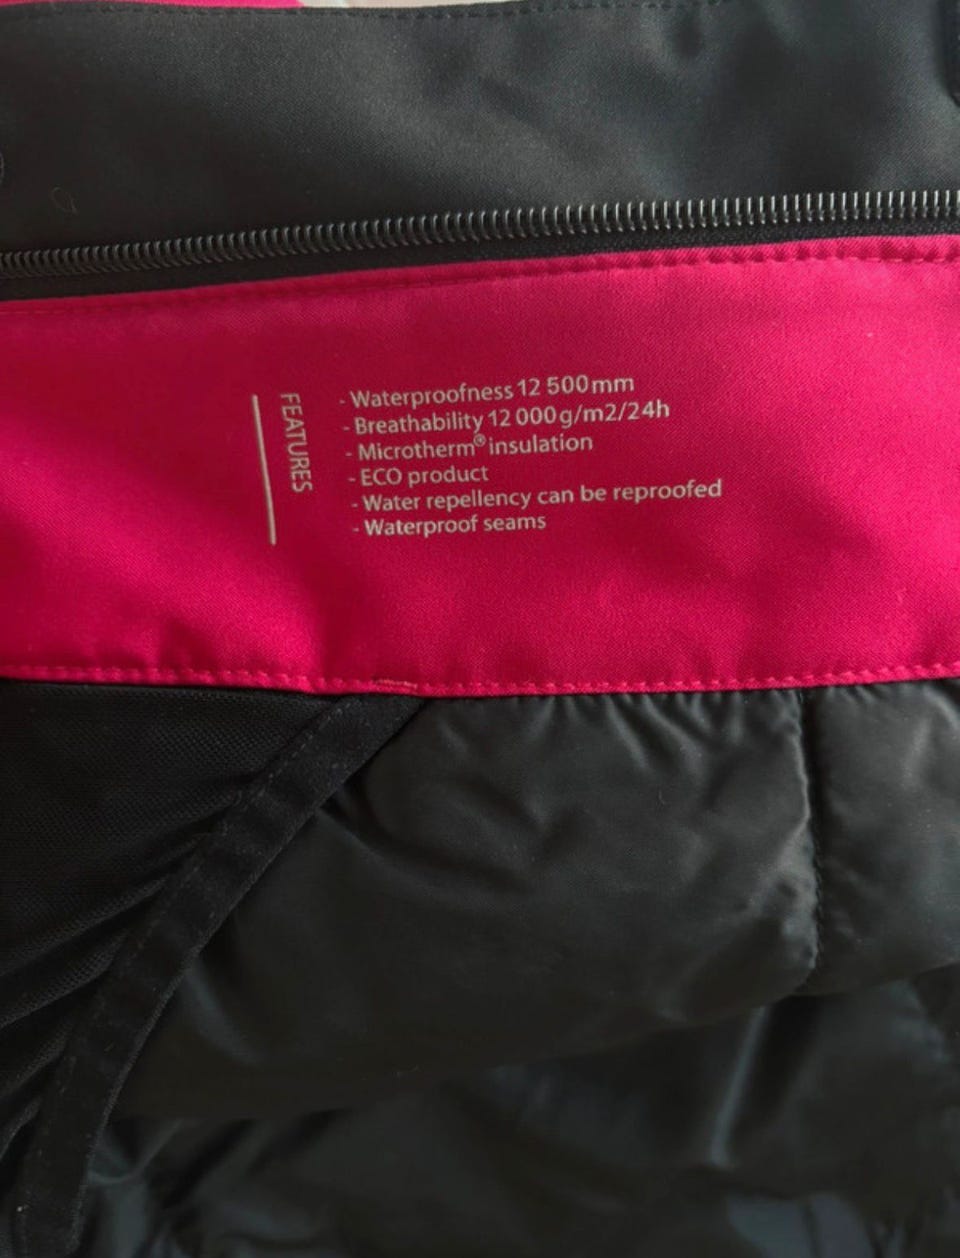 FEATURES
- Waterproofness 12 500mm
- Breathability 12 000g/m2/24h
- Microtherm® insulation
- ECO product
- Water repellency can be reproofed
- Waterproof seams